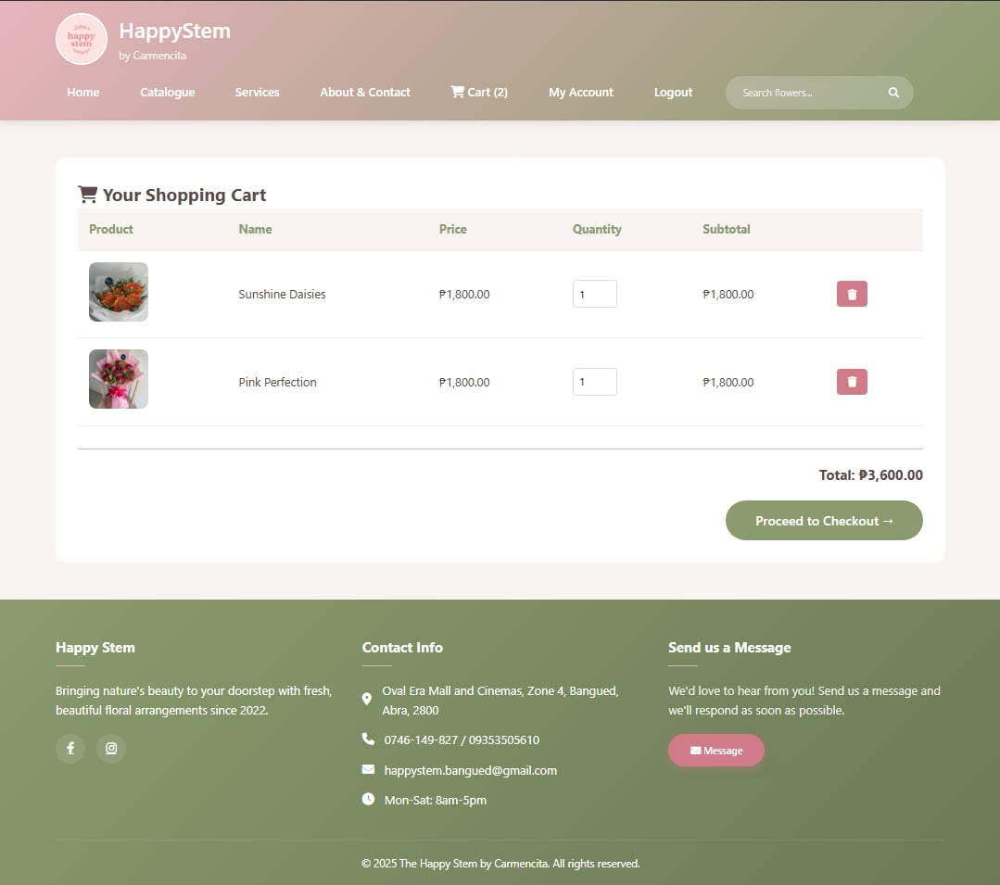 happy
stem
HappyStem
by Carmencita
Home Catalogue Services About & Contact Cart (2) My Account Logout Search flowers...
Your Shopping Cart
Product Name Price Quantity Subtotal
Sunshine Daisies ₱1,800.00 1 ₱1,800.00
Pink Perfection ₱1,800.00 1 ₱1,800.00
Total: ₱3,600.00
Proceed to Checkout →
Happy Stem
Bringing nature's beauty to your doorstep with fresh,
beautiful floral arrangements since 2022.
Contact Info
Oval Era Mall and Cinemas, Zone 4, Bangued,
Abra, 2800
0746-149-827 / 09353505610
happystem.bangued@gmail.com
Mon-Sat: 8am-5pm
Send us a Message
We'd love to hear from you! Send us a message and
we'll respond as soon as possible.
Message
© 2025 The Happy Stem by Carmencita. All rights reserved.